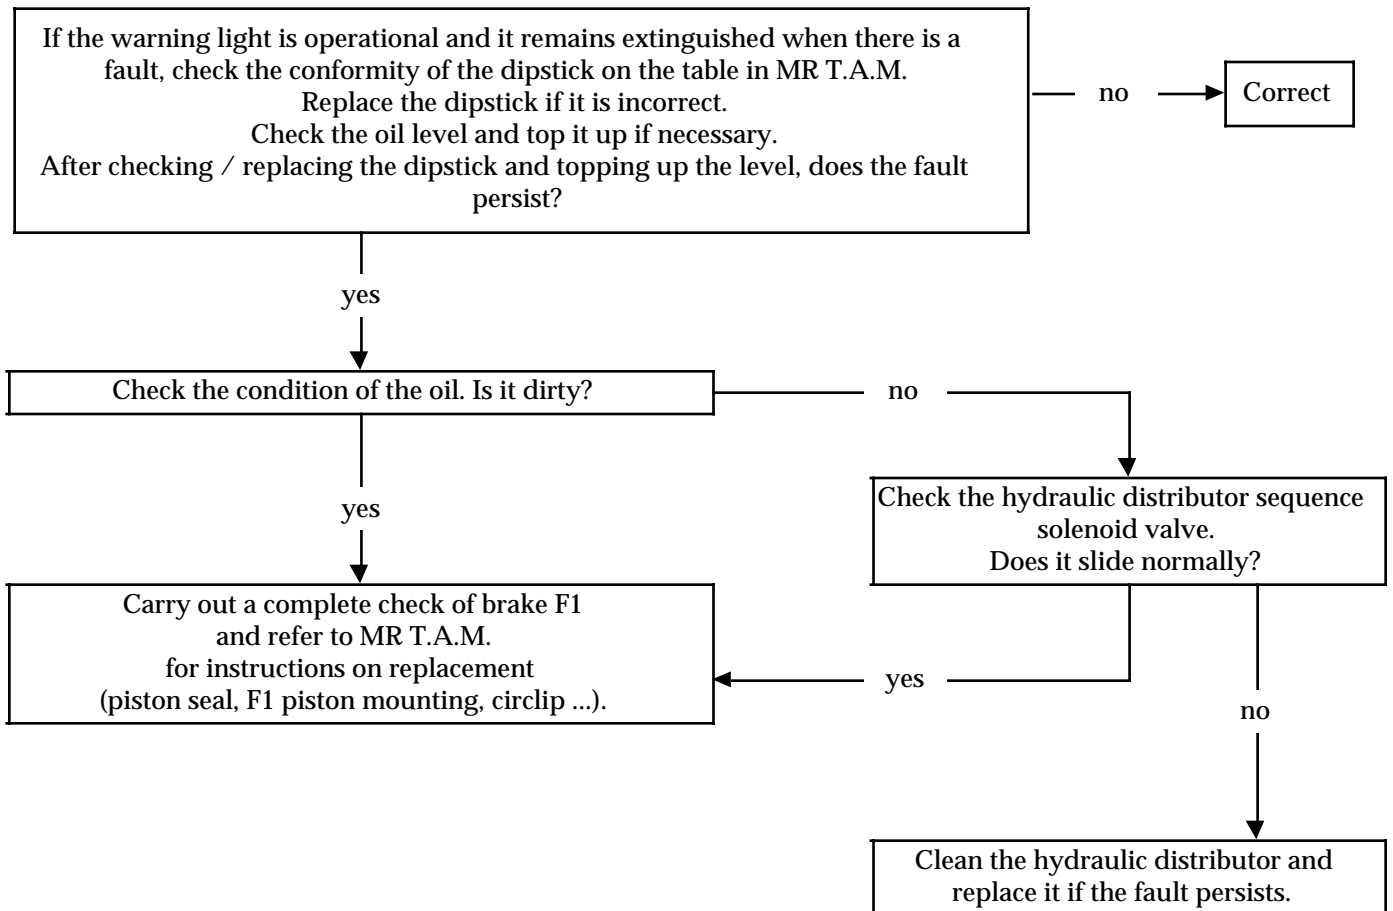 If the warning light is operational and it remains extinguished when there is a
fault, check the conformity of the dipstick on the table in MR T.A.M.
Replace the dipstick if it is incorrect.
Check the oil level and top it up if necessary.
After checking / replacing the dipstick and topping up the level, does the fault
persist?
no
Correct
yes
Check the condition of the oil. Is it dirty?
no
yes
Check the hydraulic distributor sequence
solenoid valve.
Does it slide normally?
Carry out a complete check of brake F1
and refer to MR T.A.M.
for instructions on replacement
(piston seal, F1 piston mounting, circlip ...).
yes
no
Clean the hydraulic distributor and
replace it if the fault persists.